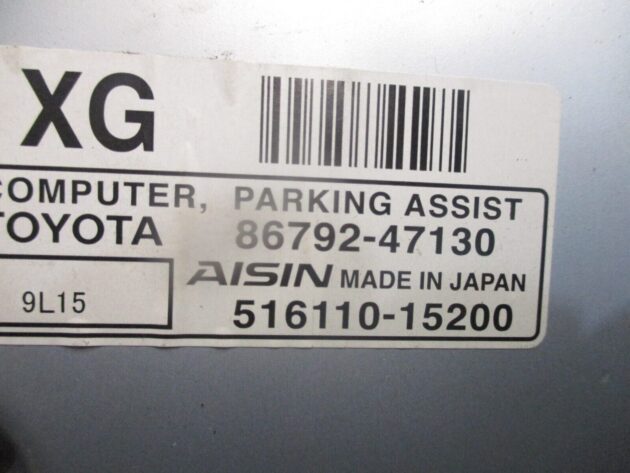 XG
COMPUTER, PARKING ASSIST
TOYOTA 86792-47130
AISIN MADE IN JAPAN
9L15
516110-15200